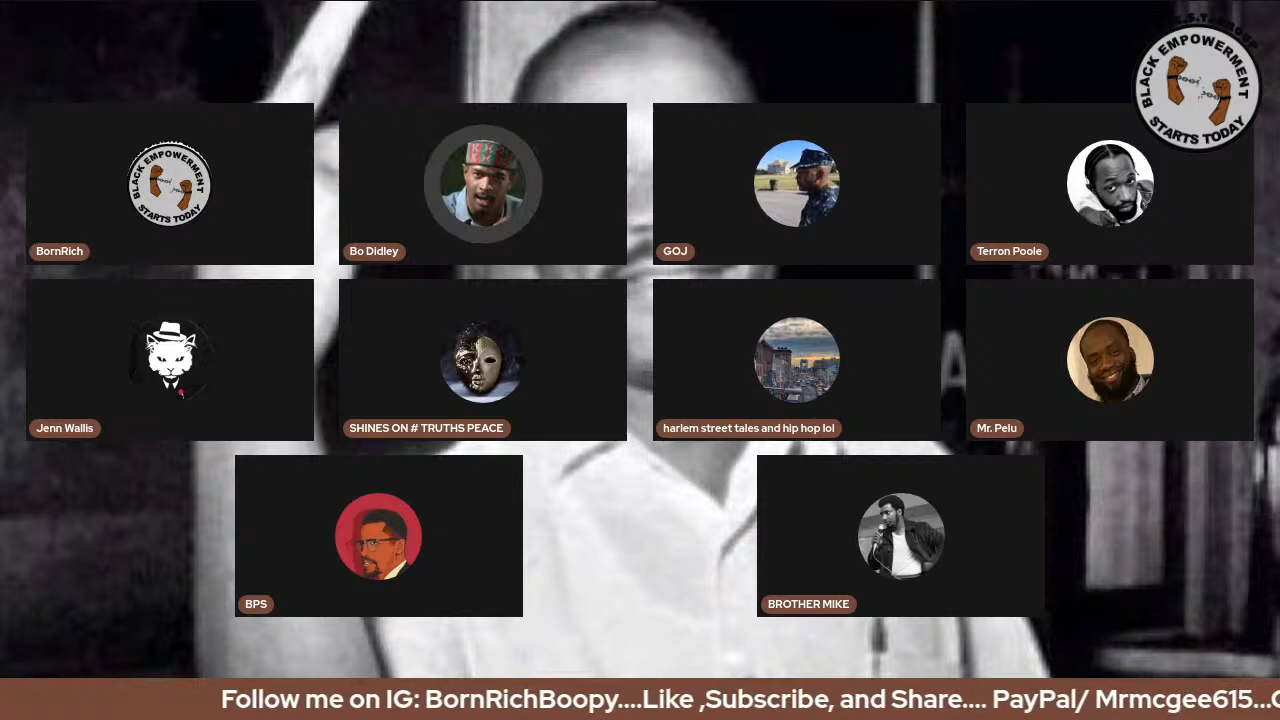 BLACK EMPOWERMENT
STARTS TODAY
BLACK EMPOWERMENT
STARTS TODAY
BornRich
Bo Didley
GOJ
Terron Poole
Jenn Wallis
SHINES ON # TRUTHS PEACE
harlem street tales and hip hop lol
Mr. Pelu
BPS
BROTHER MIKE
Follow me on IG: BornRichBoopy....Like ,Subscribe, and Share.... PayPal/ Mrmcgee615...